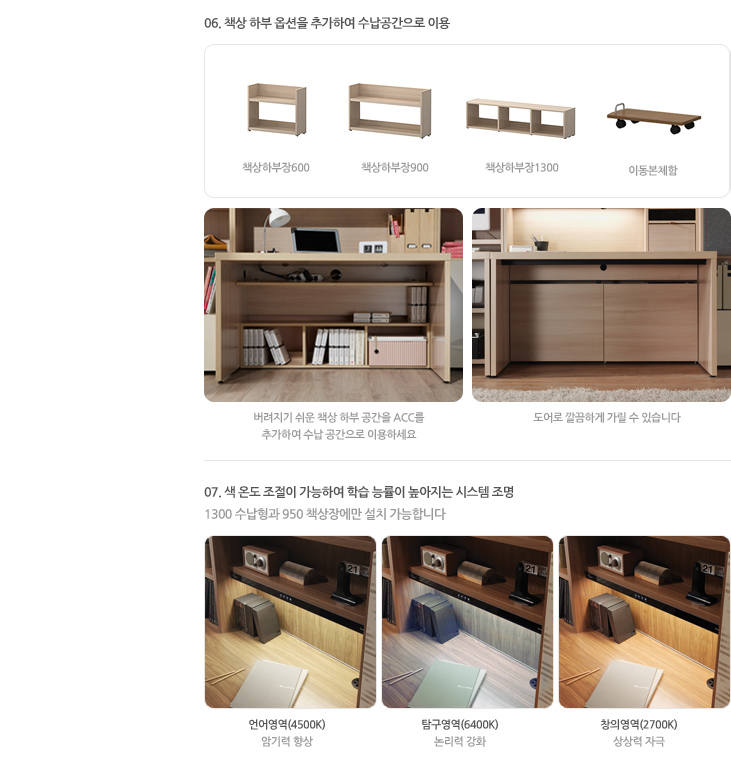 06. 책상 하부 옵션을 추가하여 수납공간으로 이용
책상하부장600
책상하부장900
책상하부장1300
이동본체함
버려지기 쉬운 책상 하부 공간을 ACC를
추가하여 수납 공간으로 이용하세요
도어로 깔끔하게 가릴 수 있습니다
07. 색 온도 조절이 가능하여 학습 능률이 높아지는 시스템 조명
1300 수납형과 950 책상장에만 설치 가능합니다
21
21
21
언어영역(4500K)
암기력 향상
탐구영역(6400K)
논리력 강화
창의영역(2700K)
상상력 자극